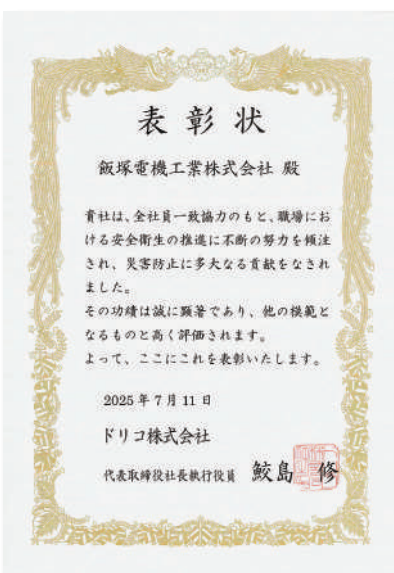 表彰状
飯塚電機工業株式会社 殿
貴社は、全社員一致協力のもと、職場にお
ける安全衛生の推進に不断の努力を傾注
され、災害防止に多大なる貢献をなされ
ました。
その功績は誠に顕著であり、他の模範と
なるものと高く評価されます。
よって、ここにこれを表彰いたします。
2025年7月11日
ドリコ株式会社
代表取締役社長執行役員 鮫島 修